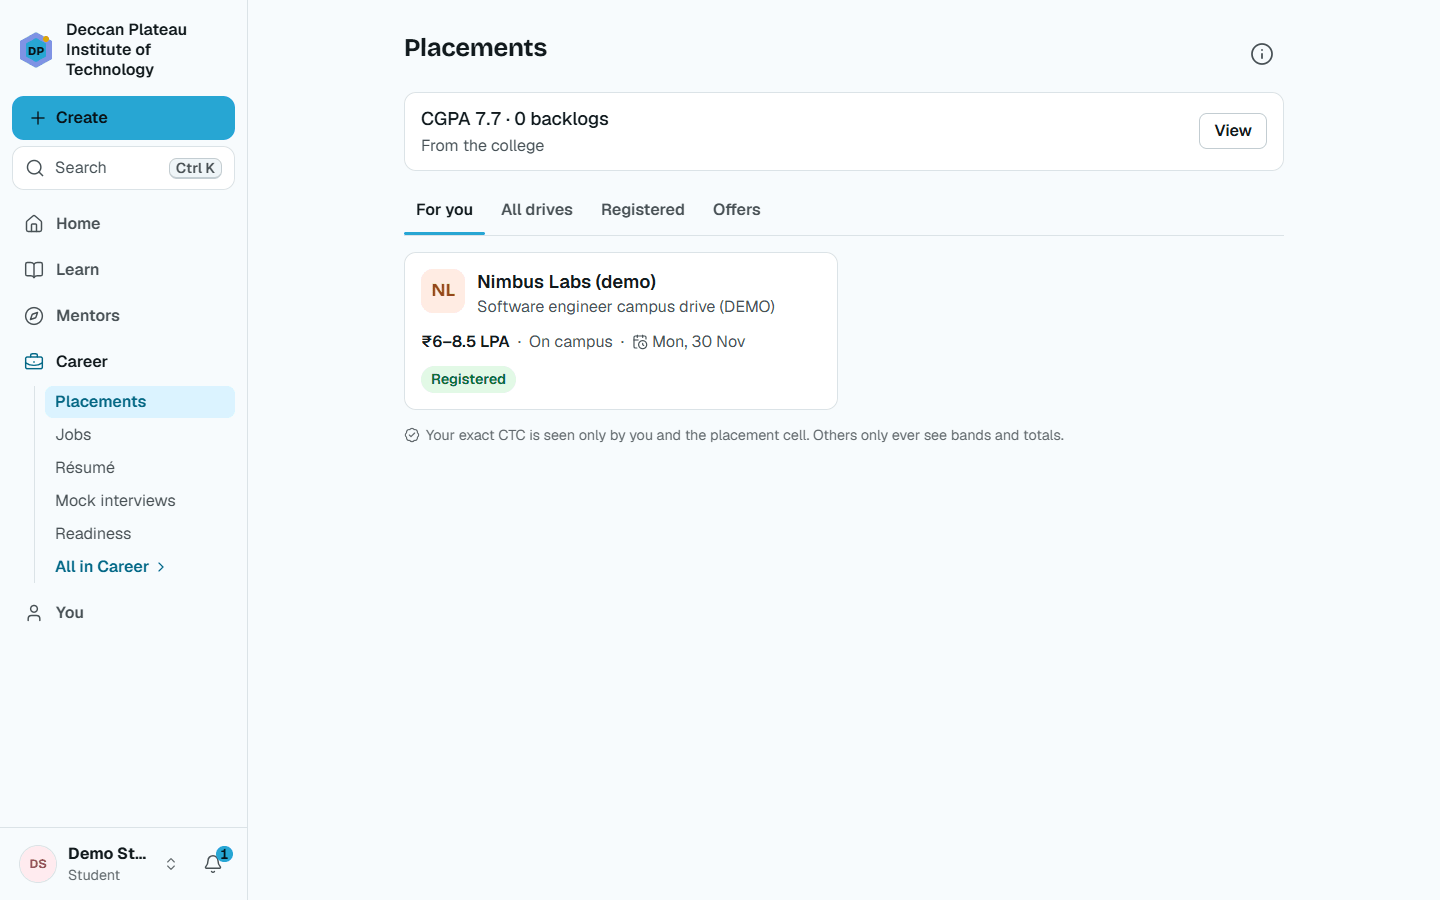 DP
Deccan Plateau
Institute of
Technology
Create
Search
Ctrl K
Home
Learn
Mentors
Career
Placements
Jobs
Résumé
Mock interviews
Readiness
All in Career
You
DS
Demo St...
Student
1
Placements
CGPA 7.7 · 0 backlogs
From the college
View
For you
All drives
Registered
Offers
NL
Nimbus Labs (demo)
Software engineer campus drive (DEMO)
₹6–8.5 LPA · On campus · Mon, 30 Nov
Registered
Your exact CTC is seen only by you and the placement cell. Others only ever see bands and totals.